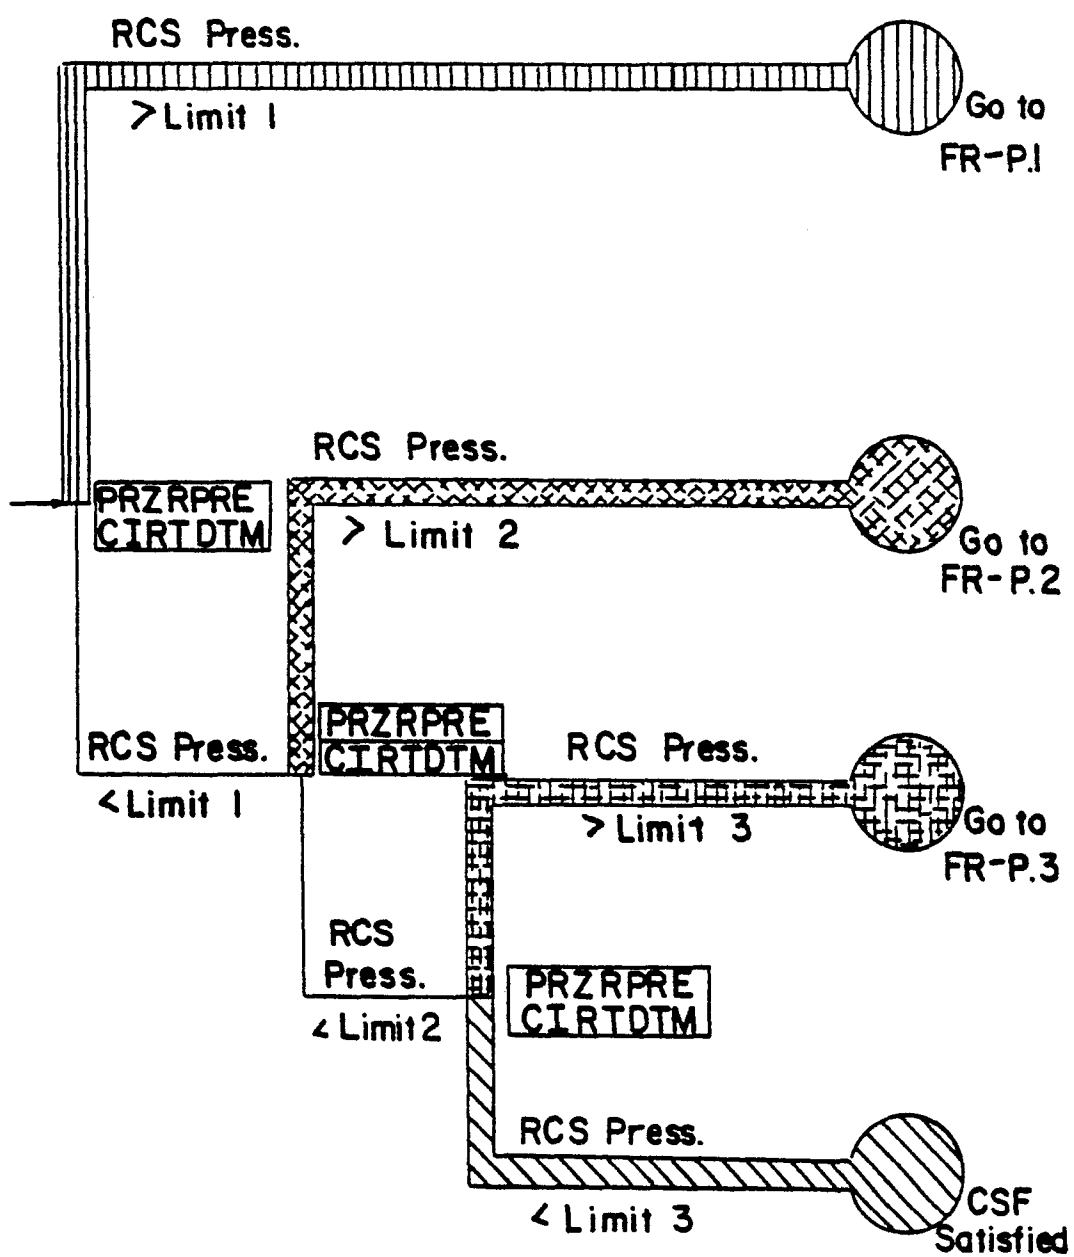 RCS Press.
> Limit 1
Go to
FR-P.1
RCS Press.
> Limit 2
Go to
FR-P.2
PRZRPRE
CIRTDTM
RCS Press.
< Limit 1
PRZRPRE
CIRTDTM
RCS Press.
> Limit 3
Go to
FR-P.3
RCS
Press.
< Limit 2
PRZRPRE
CIRTDTM
RCS Press.
< Limit 3
CSF
Satisfied